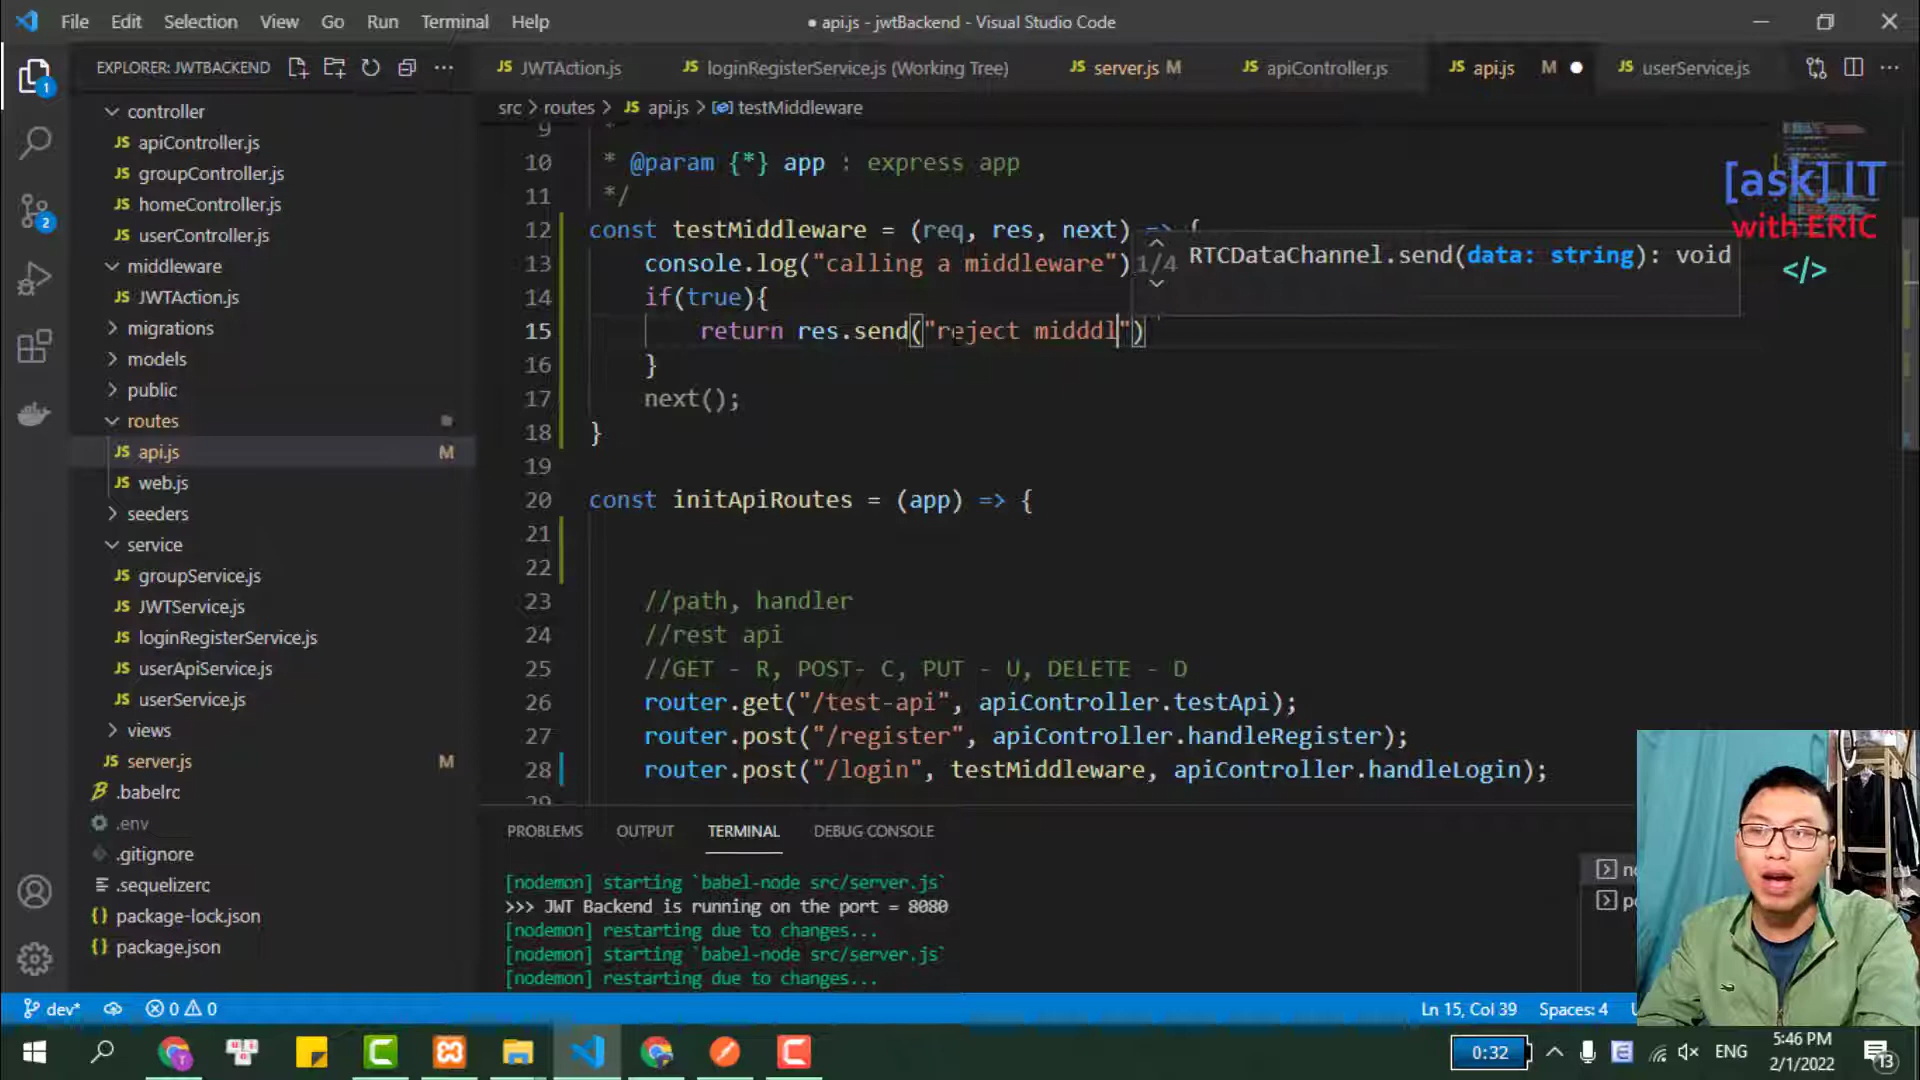 File Edit Selection View Go Run Terminal Help
● api.js - jwtBackend - Visual Studio Code
EXPLORER: JWTBACKEND
JS JWTAction.js
JS loginRegisterService.js (Working Tree)
JS server.js M
JS apiController.js
JS api.js M
JS userService.js
src > routes > JS api.js > testMiddleware
controller
JS apiController.js
JS groupController.js
JS homeController.js
JS userController.js
middleware
JS JWTAction.js
migrations
models
public
routes
JS api.js M
JS web.js
seeders
service
JS groupService.js
JS JWTService.js
JS loginRegisterService.js
JS userApiService.js
JS userService.js
views
JS server.js M
.babelrc
.env
.gitignore
.sequelizerc
{} package-lock.json
{} package.json
1
2
9 *
10 * @param {*} app : express app
11 */
12 const testMiddleware = (req, res, next) => {
13 console.log("calling a middleware")
14 if(true){
15 return res.send("reject midddl")
16 }
17 next();
18 }
19
20 const initApiRoutes = (app) => {
21
22
23 //path, handler
24 //rest api
25 //GET - R, POST- C, PUT - U, DELETE - D
26 router.get("/test-api", apiController.testApi);
27 router.post("/register", apiController.handleRegister);
28 router.post("/login", testMiddleware, apiController.handleLogin);
29
1/4 RTCDataChannel.send(data: string): void
[ask] IT
with ERIC
</>
PROBLEMS OUTPUT TERMINAL DEBUG CONSOLE
[nodemon] starting `babel-node src/server.js`
>>> JWT Backend is running on the port = 8080
[nodemon] restarting due to changes...
[nodemon] starting `babel-node src/server.js`
[nodemon] restarting due to changes...
dev* 0 0
Ln 15, Col 39 Spaces: 4
0:32
ENG
5:46 PM
2/1/2022
13